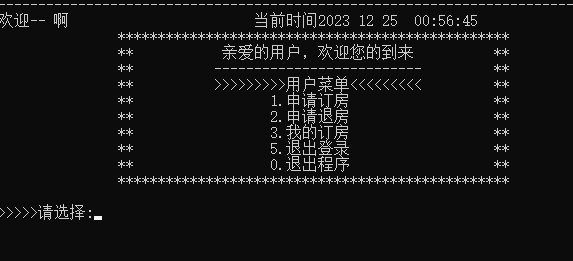 欢迎-- 啊 当前时间2023 12 25  00:56:45
*************************************************
** 亲爱的用户，欢迎您的到来 **
** -------------------------- **
** >>>>>>>>>用户菜单<<<<<<<<< **
** 1.申请订房 **
** 2.申请退房 **
** 3.我的订房 **
** 5.退出登录 **
** 0.退出程序 **
*************************************************
>>>>>请选择: